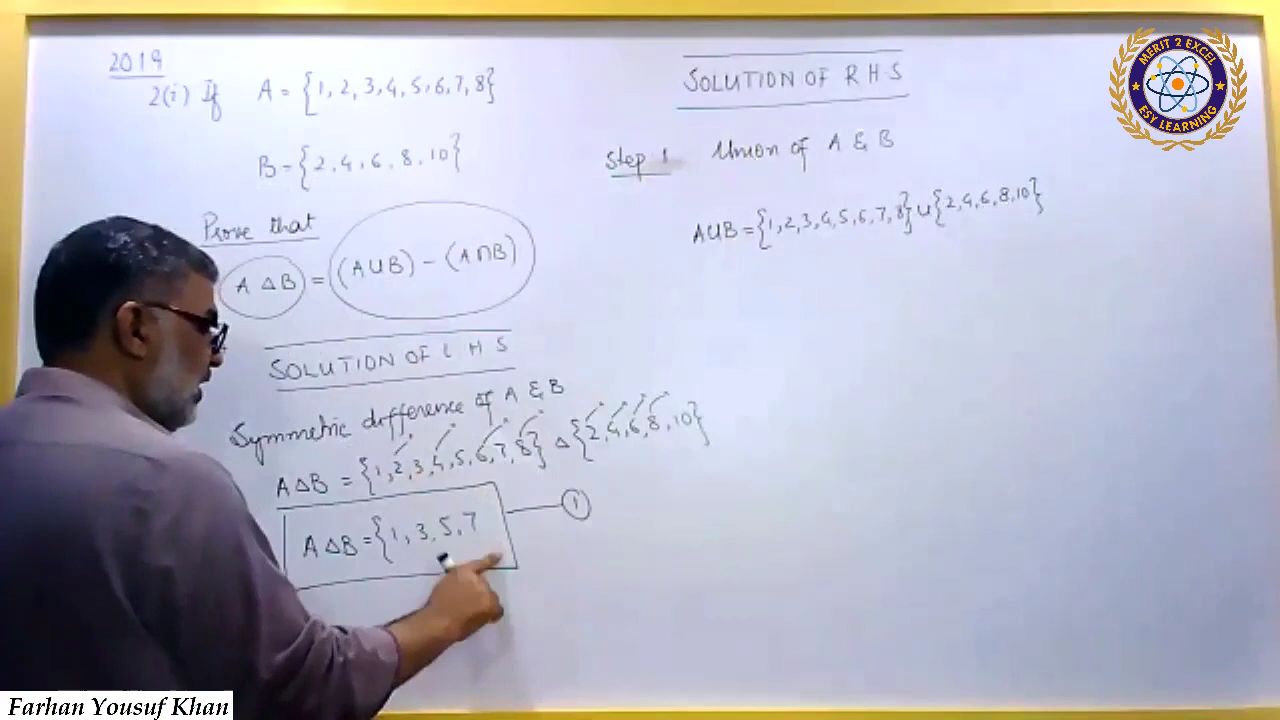 2019
2(i) If A = {1, 2, 3, 4, 5, 6, 7, 8}
B = {2, 4, 6, 8, 10}
Prove that
A Δ B = (A ∪ B) - (A ∩ B)
SOLUTION OF L H S
Symmetric difference of A & B
A Δ B = {1, 2, 3, 4, 5, 6, 7, 8} Δ {2, 4, 6, 8, 10}
A Δ B = {1, 3, 5, 7
1
SOLUTION OF R H S
Step 1 Union of A & B
A ∪ B = {1, 2, 3, 4, 5, 6, 7, 8} ∪ {2, 4, 6, 8, 10}
MERIT 2 EXCEL
ESY LEARNING
Farhan Yousuf Khan